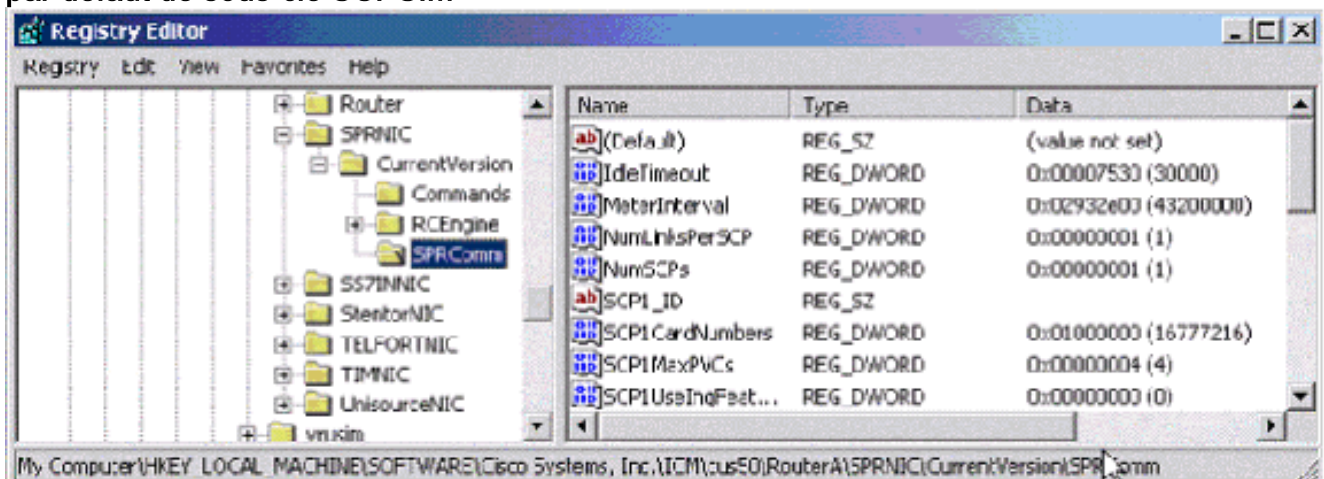 Registry Editor
Registry Edit View Favorites Help
Router
SPRNIC
CurrentVersion
Commands
RCEngine
SPRComm
SS7INNIC
StentorNIC
TELFORTNIC
TIMNIC
UnisourceNIC
vrusim
Name Type Data
(Default) REG_SZ (value not set)
IdleTimeout REG_DWORD 0x00007530 (30000)
MeterInterval REG_DWORD 0x02932e00 (43200000)
NumLinksPerSCP REG_DWORD 0x00000001 (1)
NumSCPs REG_DWORD 0x00000001 (1)
SCP1_ID REG_SZ
SCP1CardNumbers REG_DWORD 0x01000000 (16777216)
SCP1MaxPVCs REG_DWORD 0x00000004 (4)
SCP1UseInqFeat... REG_DWORD 0x00000000 (0)
My Computer\HKEY_LOCAL_MACHINE\SOFTWARE\Cisco Systems, Inc.\ICM\cus50\RouterA\SPRNIC\CurrentVersion\SPRComm